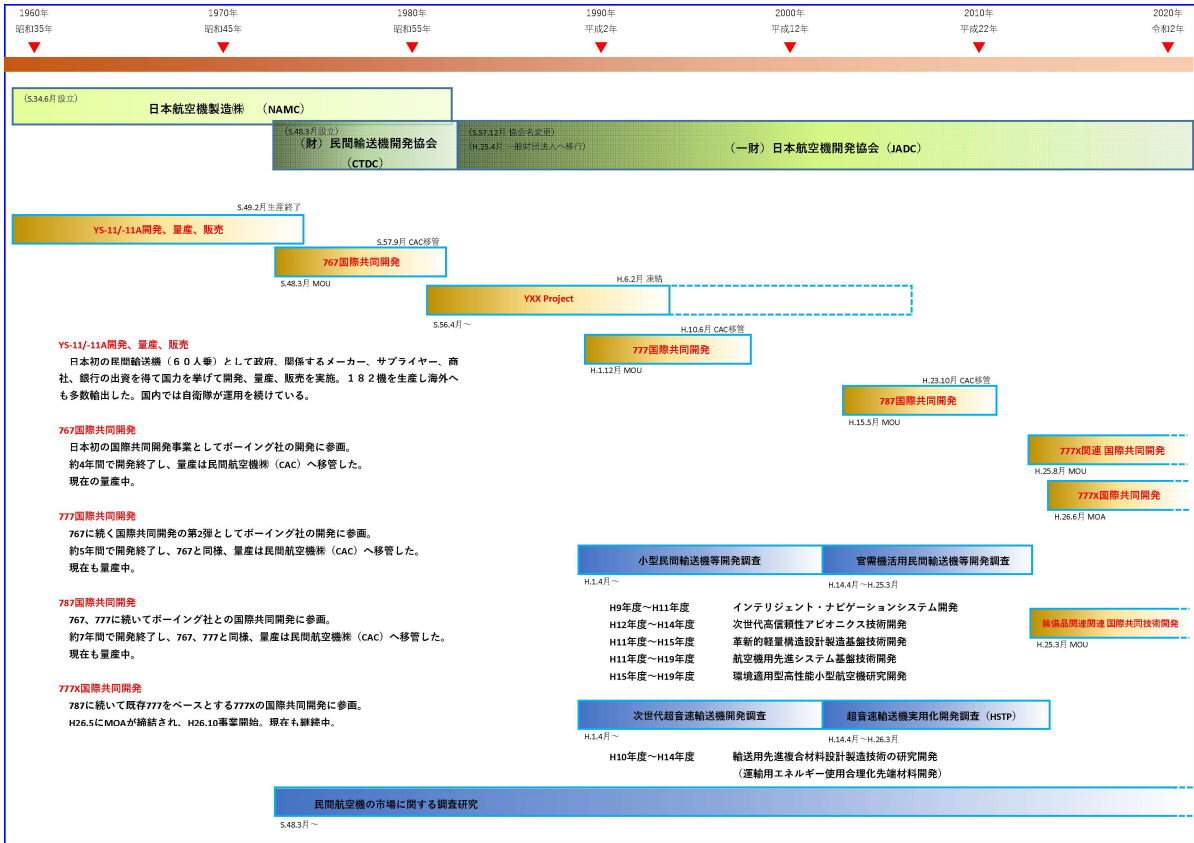 1960年 1970年 1980年 1990年 2000年 2010年 2020年
昭和35年 昭和45年 昭和55年 平成2年 平成12年 平成22年 令和2年
（S.34.6月設立）
日本航空機製造㈱　（NAMC）
（S.48.3月設立）
（財）民間輸送機開発協会
（CTDC）
（S.57.12月 協会名変更）
（H.25.4月 一般財団法人へ移行）
（一財）日本航空機開発協会（JADC）
S.49.2月生産終了
YS-11/-11A開発、量産、販売
S.57.9月 CAC移管
767国際共同開発
S.48.3月 MOU
H.6.2月 凍結
YXX Project
S.56.4月～
H.10.6月 CAC移管
777国際共同開発
H.1.12月 MOU
H.23.10月 CAC移管
787国際共同開発
H.15.5月 MOU
777X関連 国際共同開発
H.25.8月 MOU
777X国際共同開発
H.26.6月 MOA
YS-11/-11A開発、量産、販売
日本初の民間輸送機（６０人乗）として政府、関係するメーカー、サプライヤー、商
社、銀行の出資を得て国力を挙げて開発、量産、販売を実施。１８２機を生産し海外へ
も多数輸出した。国内では自衛隊が運用を続けている。
767国際共同開発
日本初の国際共同開発事業としてボーイング社の開発に参画。
約4年間で開発終了し、量産は民間航空機㈱（CAC）へ移管した。
現在の量産中。
777国際共同開発
767に続く国際共同開発の第2弾としてボーイング社の開発に参画。
約5年間で開発終了し、767と同様、量産は民間航空機㈱（CAC）へ移管した。
現在も量産中。
787国際共同開発
767、777に続いてボーイング社との国際共同開発に参画。
約7年間で開発終了し、767、777と同様、量産は民間航空機㈱（CAC）へ移管した。
現在も量産中。
777X国際共同開発
787に続いて既存777をベースとする777Xの国際共同開発に参画。
H26.5にMOAが締結され、H26.10事業開始。現在も継続中。
小型民間輸送機等開発調査
H.1.4月～
官需機活用民間輸送機等開発調査
H.14.4月～H.25.3月
H9年度～H11年度 インテリジェント・ナビゲーションシステム開発
H12年度～H14年度 次世代高信頼性アビオニクス技術開発
H11年度～H15年度 革新的軽量構造設計製造基盤技術開発
H11年度～H19年度 航空機用先進システム基盤技術開発
H15年度～H19年度 環境適用型高性能小型航空機研究開発
装備品関連関連 国際共同技術開発
H.25.3月 MOU
次世代超音速輸送機開発調査
H.1.4月～
超音速輸送機実用化開発調査（HSTP）
H.14.4月～H.26.3月
H10年度～H14年度 輸送用先進複合材料設計製造技術の研究開発
（運輸用エネルギー使用合理化先端材料開発）
民間航空機の市場に関する調査研究
S.48.3月～